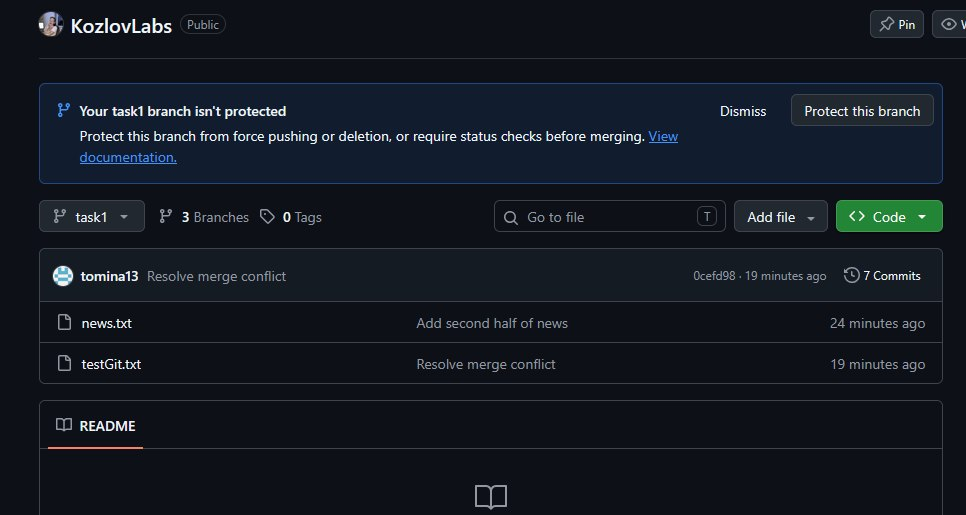 KozlovLabs Public
Pin
Your task1 branch isn't protected
Dismiss
Protect this branch
Protect this branch from force pushing or deletion, or require status checks before merging. View
documentation.
task1
3 Branches
0 Tags
Go to file
T
Add file
Code
tomina13 Resolve merge conflict
0cefd98 · 19 minutes ago
7 Commits
news.txt
Add second half of news
24 minutes ago
testGit.txt
Resolve merge conflict
19 minutes ago
README